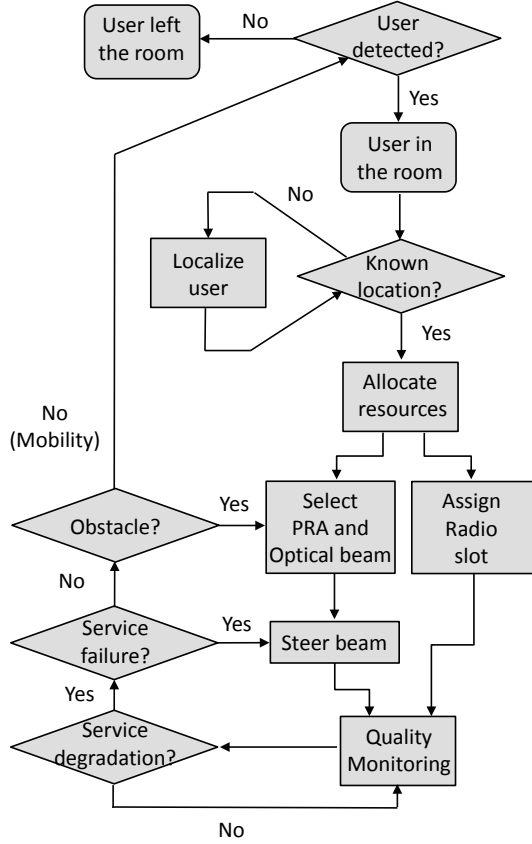 User left
the room
No
User
detected?
Yes
User in
the room
No
Localize
user
Known
location?
Yes
Allocate
resources
No
(Mobility)
Obstacle?
Yes
Select
PRA and
Optical beam
Assign
Radio
slot
No
Service
failure?
Yes
Steer beam
Yes
Service
degradation?
Quality
Monitoring
No